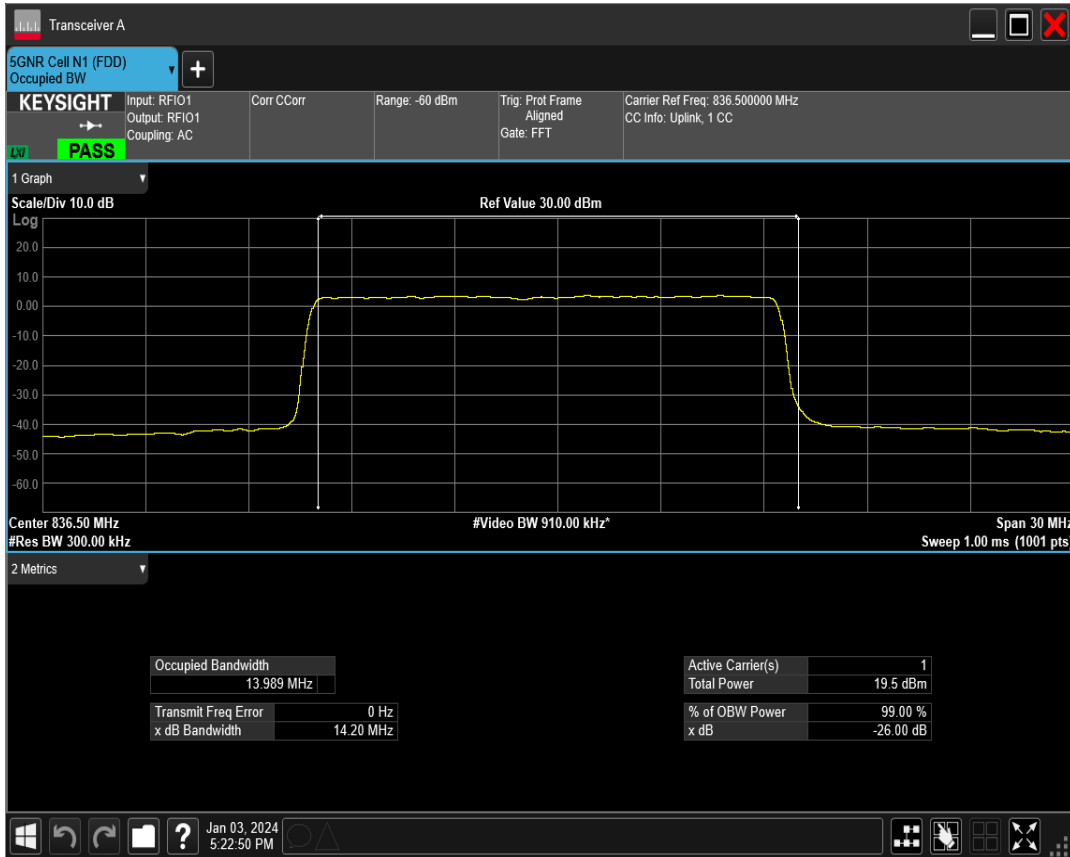 Transceiver A
5GNR Cell N1 (FDD)
Occupied BW
+
KEYSIGHT
LXI PASS
Input: RFIO1
Output: RFIO1
Coupling: AC
Corr CCorr
Range: -60 dBm
Trig: Prot Frame
Aligned
Gate: FFT
Carrier Ref Freq: 836.500000 MHz
CC Info: Uplink, 1 CC
1 Graph
Scale/Div 10.0 dB
Ref Value 30.00 dBm
Log
20.0
10.0
0.00
-10.0
-20.0
-30.0
-40.0
-50.0
-60.0
Center 836.50 MHz
#Video BW 910.00 kHz*
Span 30 MHz
#Res BW 300.00 kHz
Sweep 1.00 ms (1001 pts)
2 Metrics
Occupied Bandwidth
13.989 MHz
Transmit Freq Error 0 Hz
x dB Bandwidth 14.20 MHz
Active Carrier(s) 1
Total Power 19.5 dBm
% of OBW Power 99.00 %
x dB -26.00 dB
?
Jan 03, 2024
5:22:50 PM